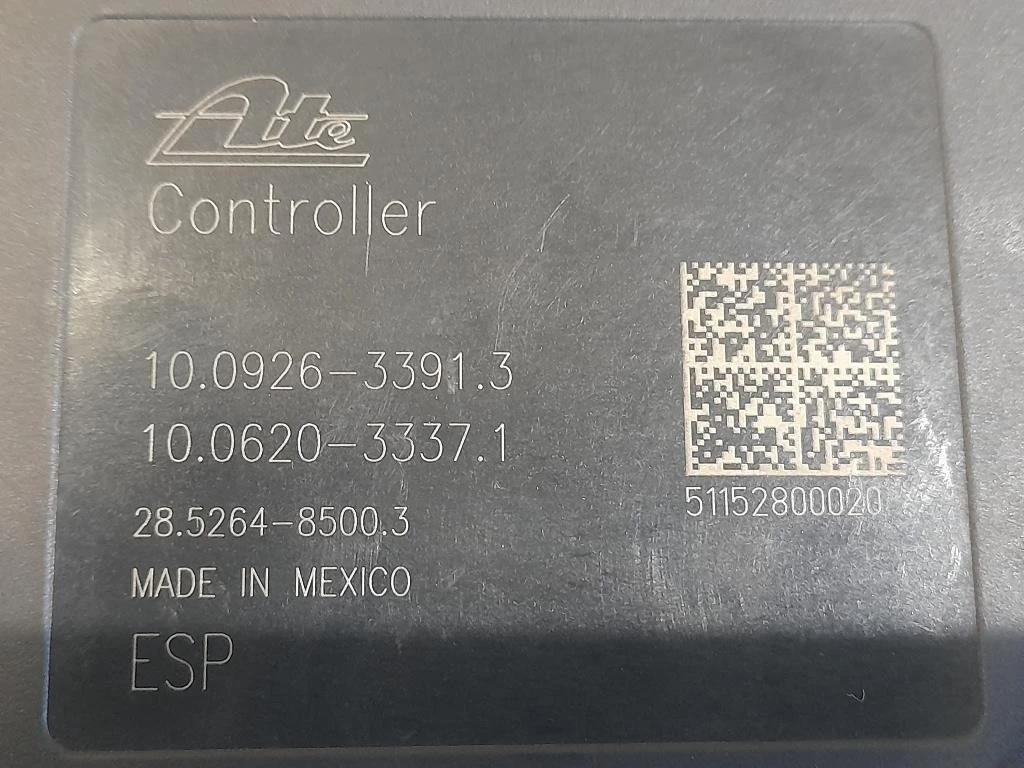 Ate
Controller
10.0926-3391.3
10.0620-3337.1
28.5264-8500.3
MADE IN MEXICO
ESP
51152800020